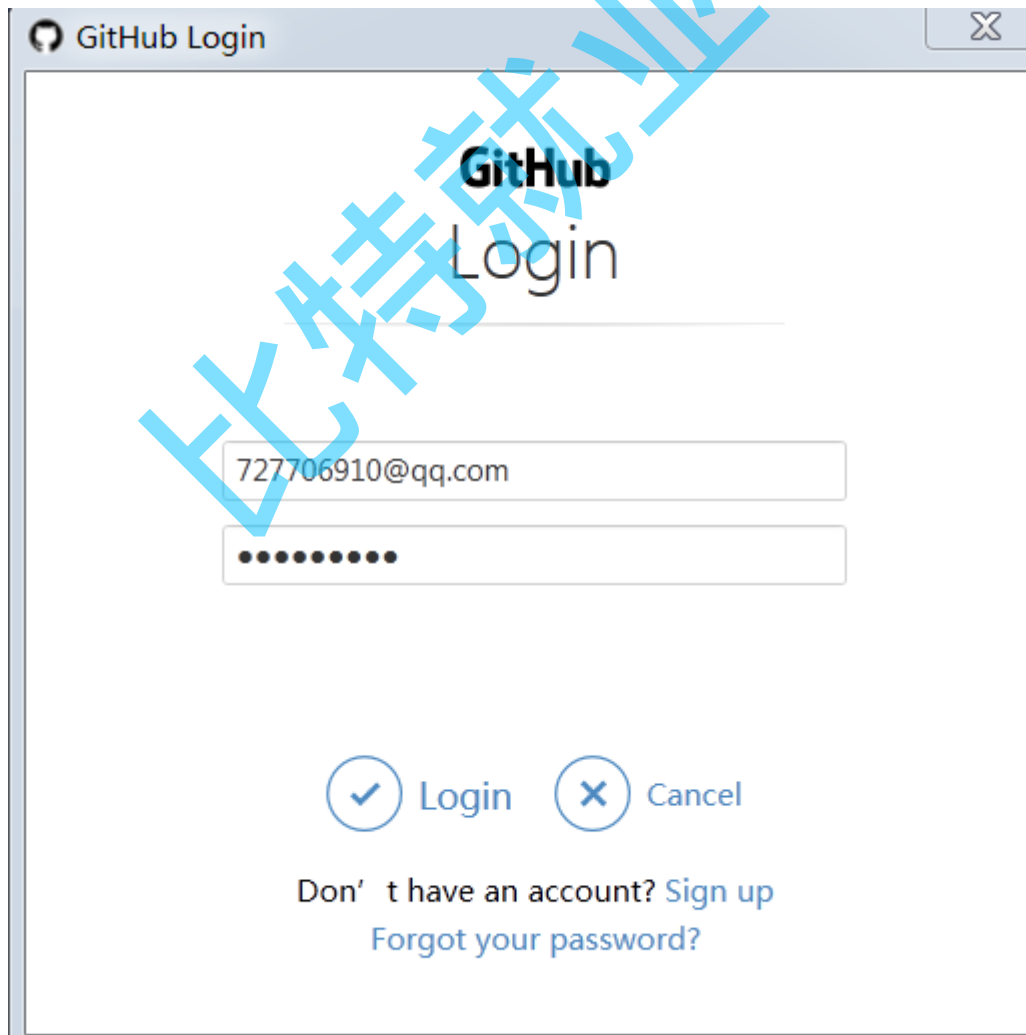 GitHub Login
GitHub
Login
727706910@qq.com
•••••••••
Login
Cancel
Don't have an account? Sign up
Forgot your password?
比特就业